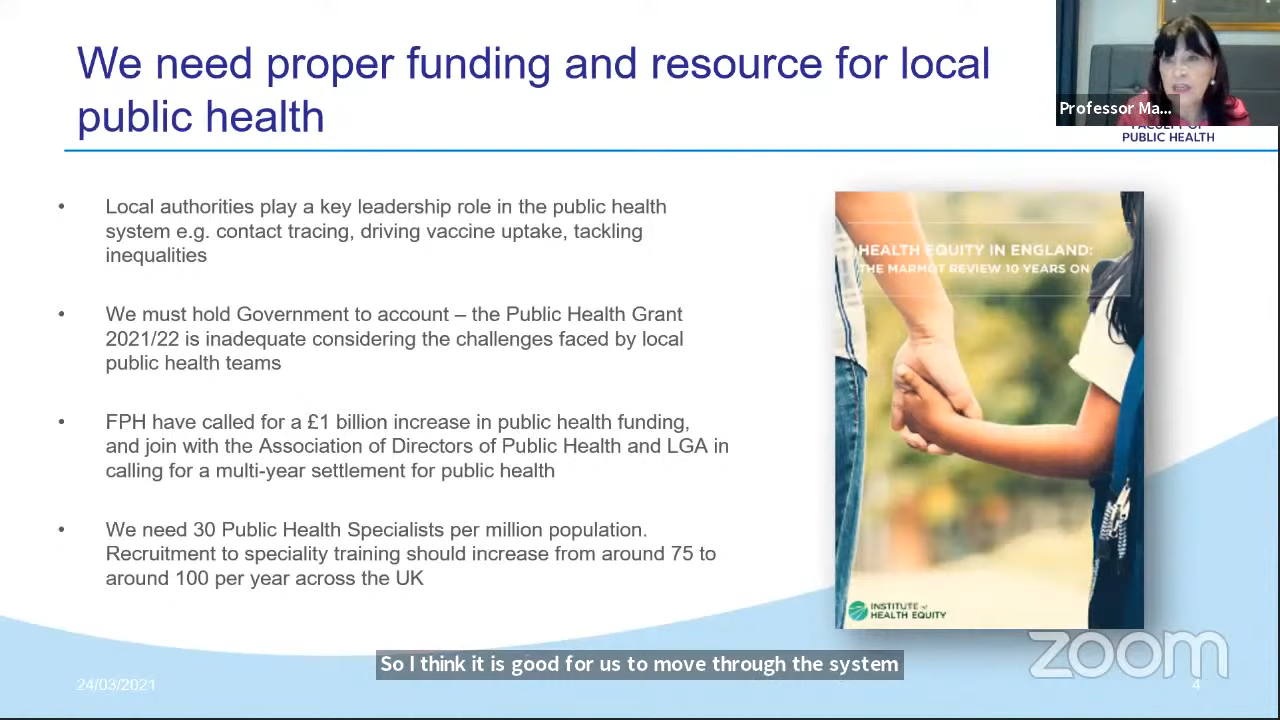 We need proper funding and resource for local
public health
Professor Ma...
FACULTY OF
PUBLIC HEALTH
• Local authorities play a key leadership role in the public health
system e.g. contact tracing, driving vaccine uptake, tackling
inequalities
• We must hold Government to account – the Public Health Grant
2021/22 is inadequate considering the challenges faced by local
public health teams
• FPH have called for a £1 billion increase in public health funding,
and join with the Association of Directors of Public Health and LGA in
calling for a multi-year settlement for public health
• We need 30 Public Health Specialists per million population.
Recruitment to speciality training should increase from around 75 to
around 100 per year across the UK
HEALTH EQUITY IN ENGLAND:
THE MARMOT REVIEW 10 YEARS ON
INSTITUTE of
HEALTH EQUITY
zoom
So I think it is good for us to move through the system
24/03/2021
4